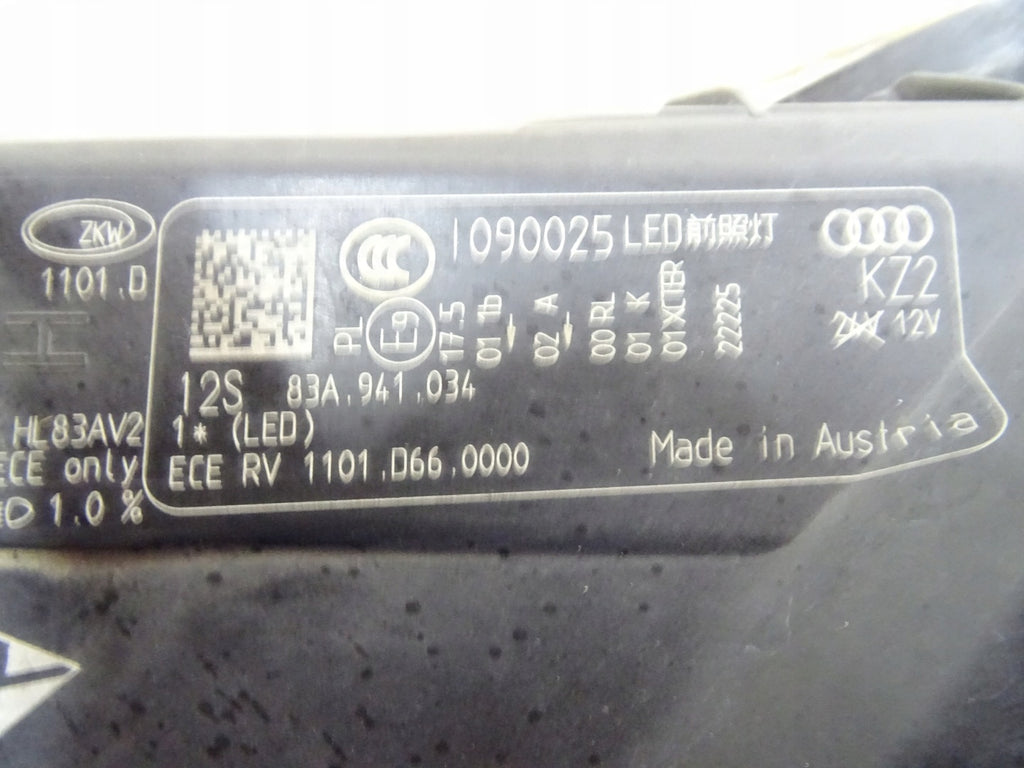 ZKW
1101.D
H
HL83AV2
ECE only
1.0 %
1090025 LED前照灯
KZ2
24V 12V
PL
E9
17.5
01 1b
02 A
00 RL
01 K
22225
12S 83A.941.034
1* (LED)
ECE RV 1101.D66.0000
Made in Austria